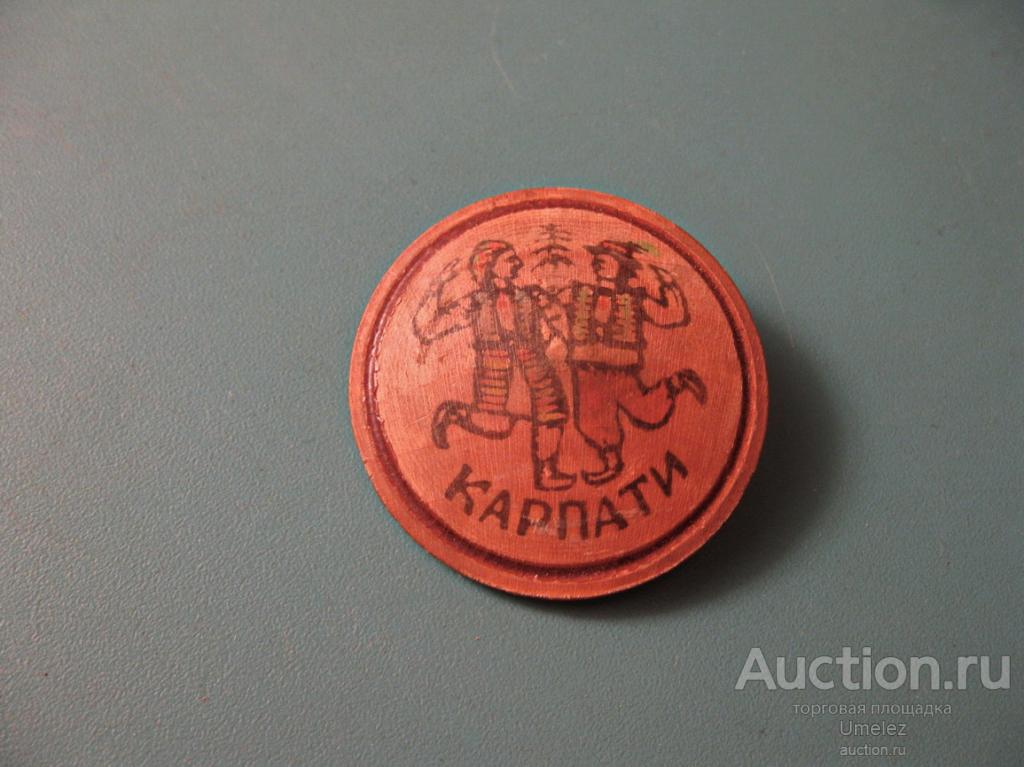 КАРПАТИ
Auction.ru
торговая площадка
Umelez
auction.ru